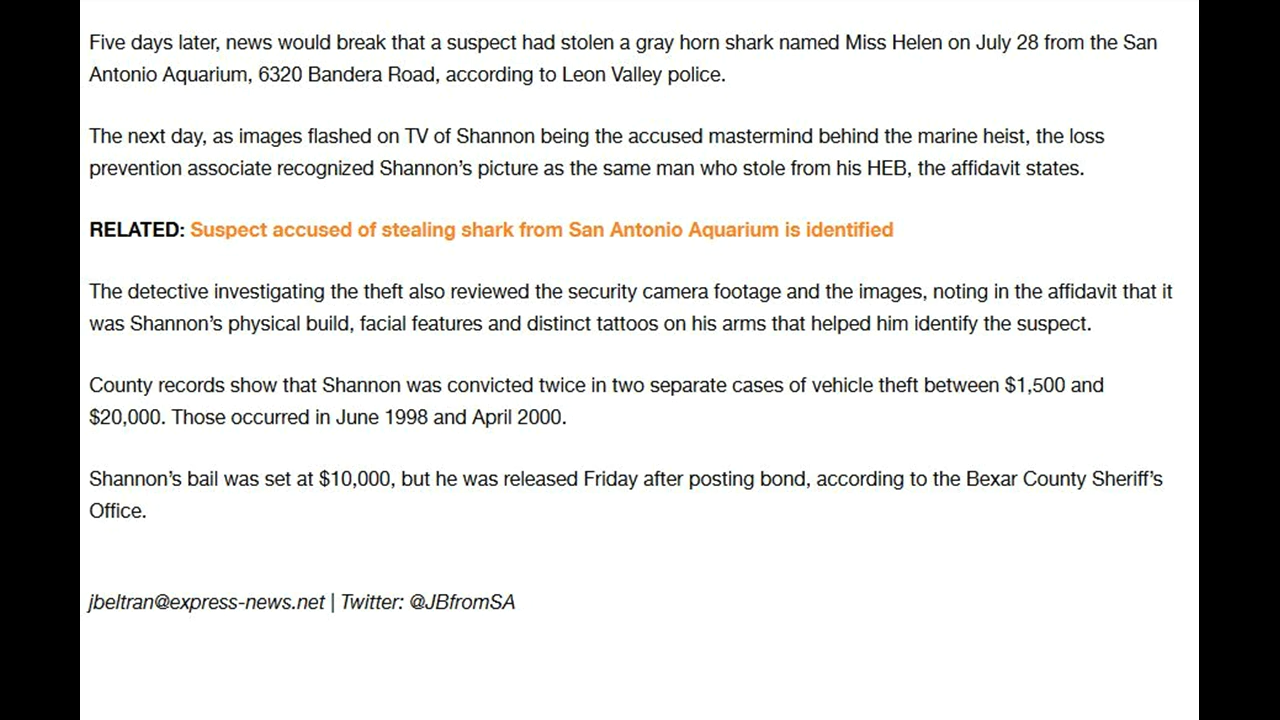 Five days later, news would break that a suspect had stolen a gray horn shark named Miss Helen on July 28 from the San
Antonio Aquarium, 6320 Bandera Road, according to Leon Valley police.
The next day, as images flashed on TV of Shannon being the accused mastermind behind the marine heist, the loss
prevention associate recognized Shannon’s picture as the same man who stole from his HEB, the affidavit states.
RELATED: Suspect accused of stealing shark from San Antonio Aquarium is identified
The detective investigating the theft also reviewed the security camera footage and the images, noting in the affidavit that it
was Shannon’s physical build, facial features and distinct tattoos on his arms that helped him identify the suspect.
County records show that Shannon was convicted twice in two separate cases of vehicle theft between $1,500 and
$20,000. Those occurred in June 1998 and April 2000.
Shannon’s bail was set at $10,000, but he was released Friday after posting bond, according to the Bexar County Sheriff’s
Office.
jbeltran@express-news.net | Twitter: @JBfromSA